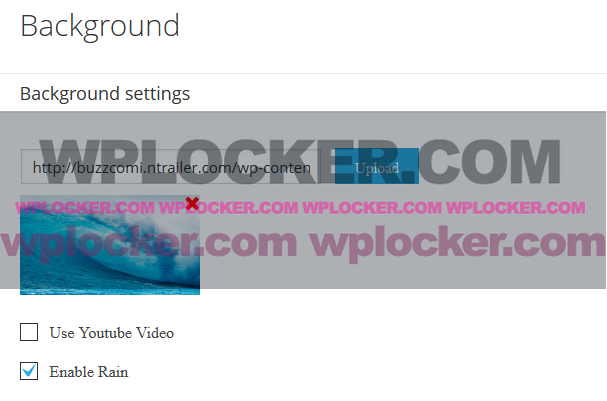 Background
Background settings
WPLOCKER.COM
http://buzzcomi.ntrailer.com/wp-conten
Upload
WPLOCKER.COM WPLOCKER.COM WPLOCKER.COM WPLOCKER.COM
wplocker.com wplocker.com
Use Youtube Video
Enable Rain